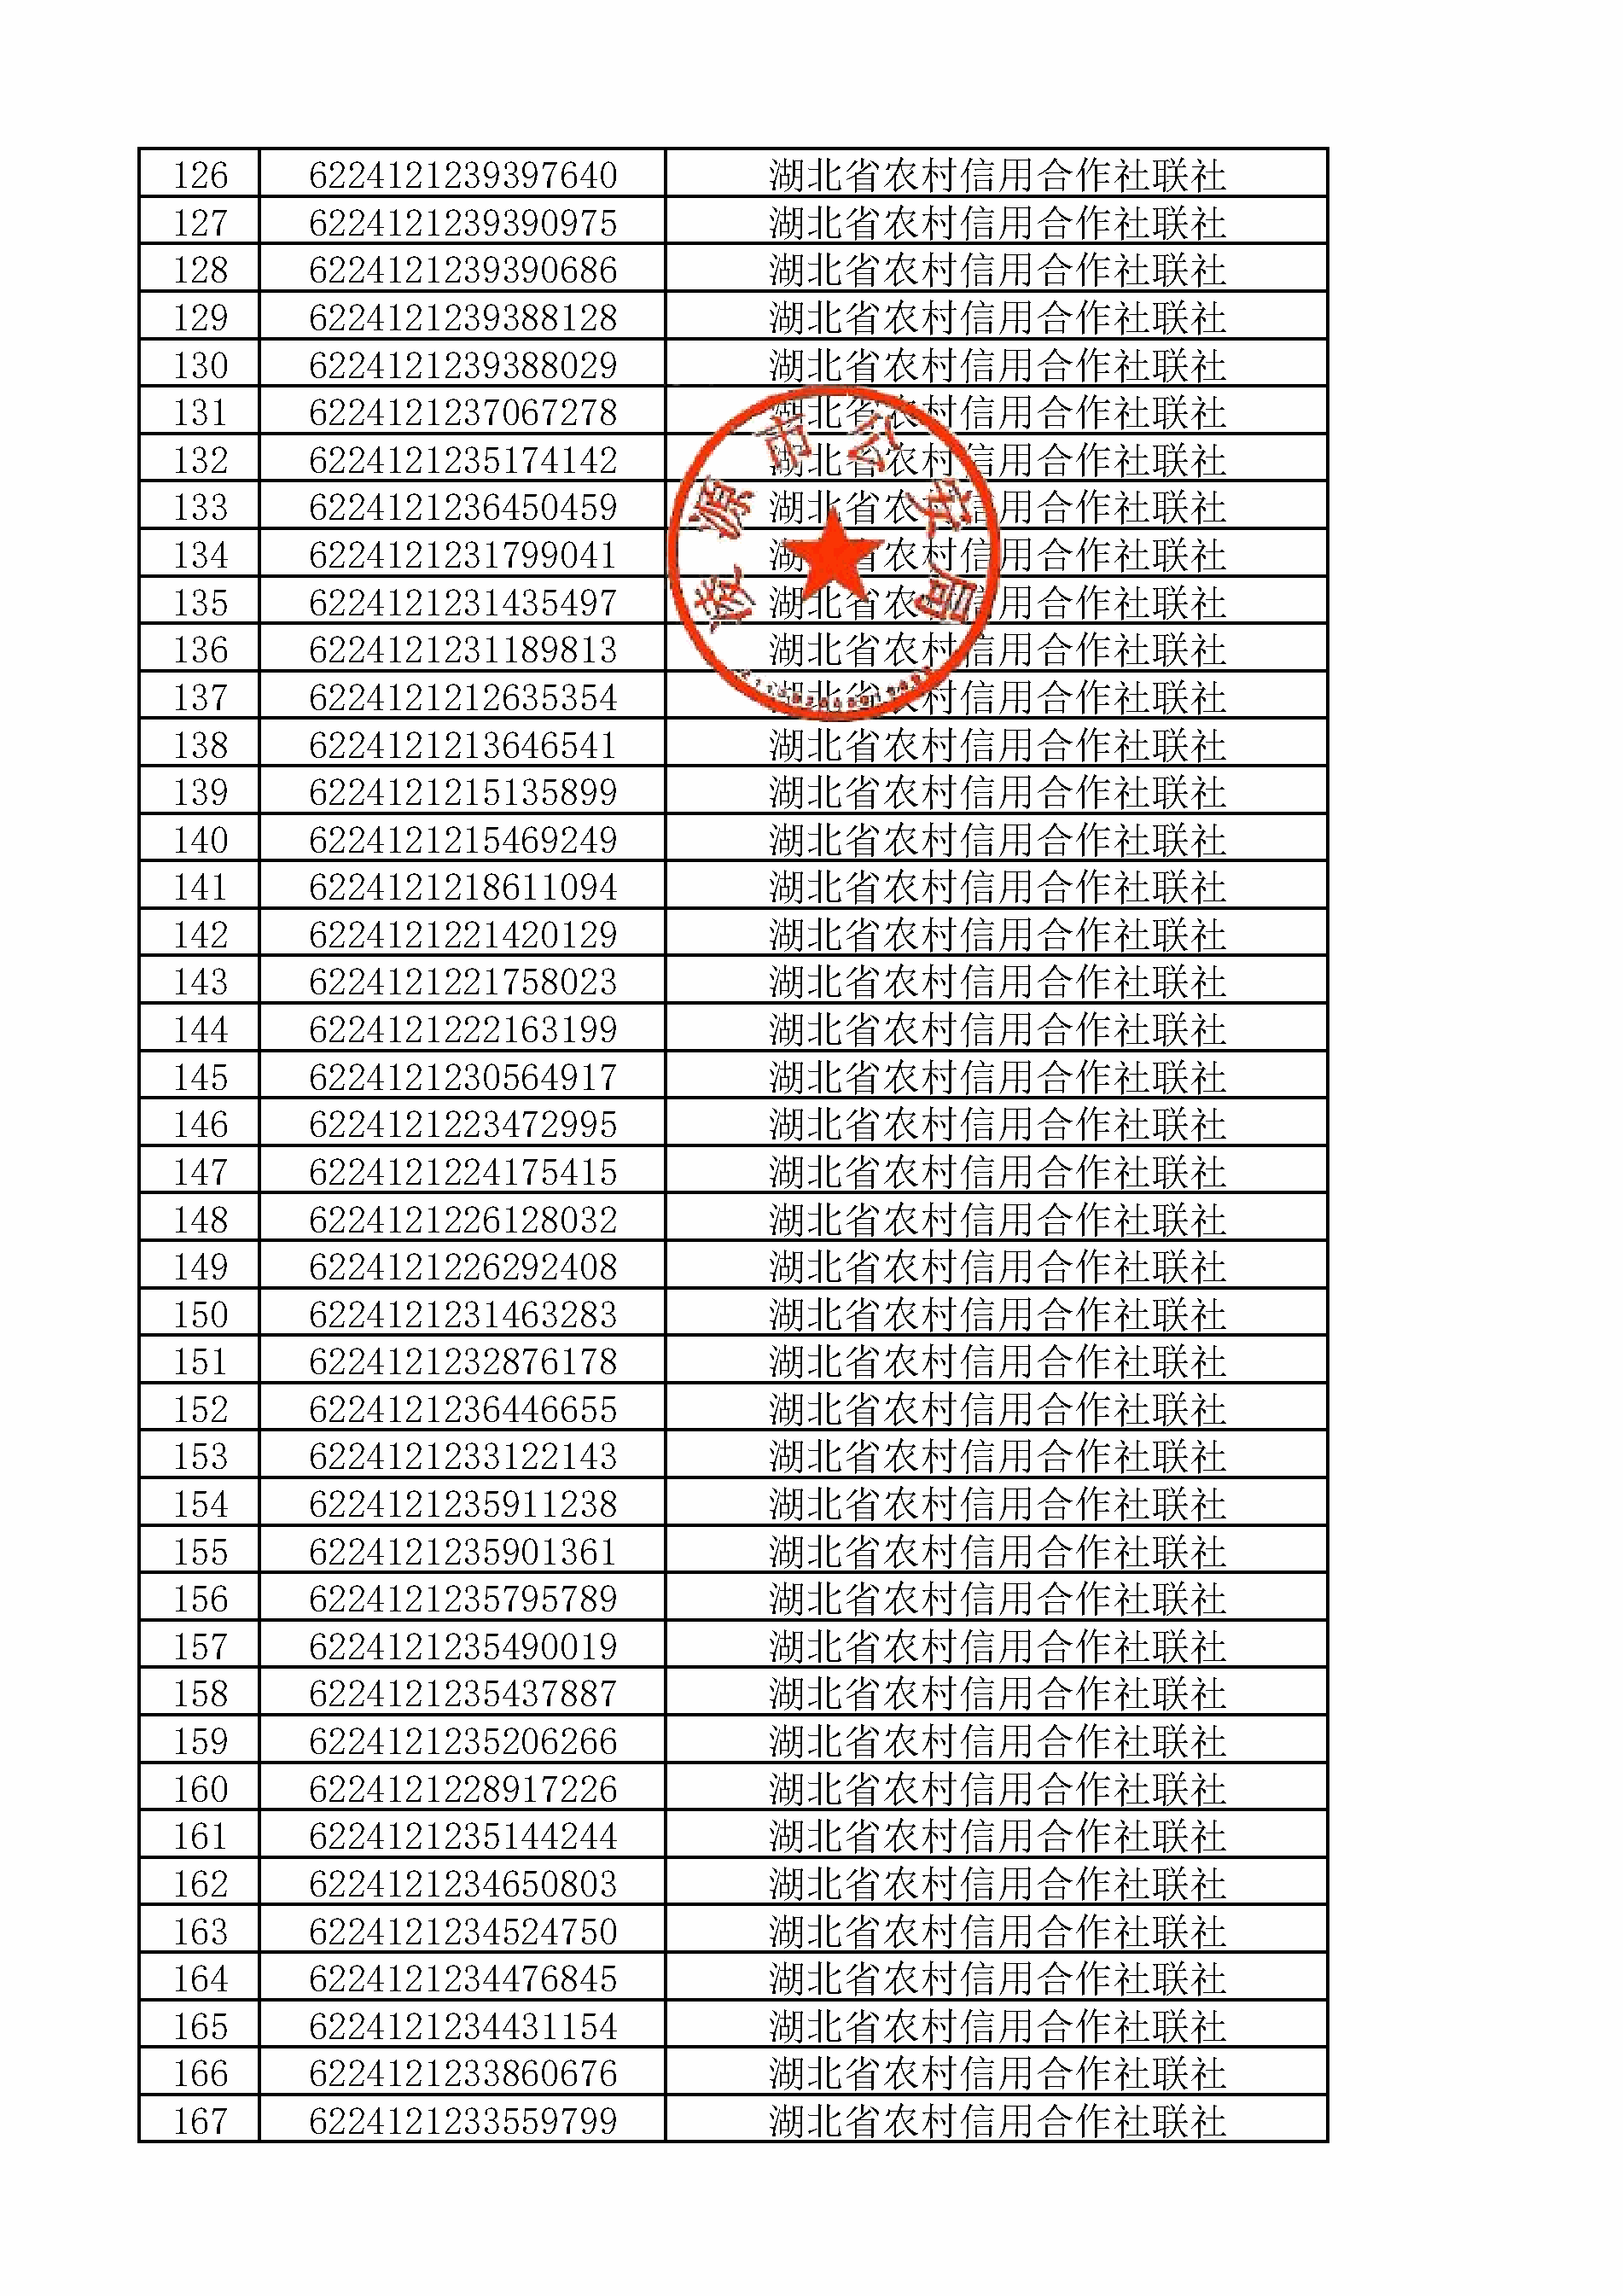 126 6224121239397640 湖北省农村信用合作社联社
127 6224121239390975 湖北省农村信用合作社联社
128 6224121239390686 湖北省农村信用合作社联社
129 6224121239388128 湖北省农村信用合作社联社
130 6224121239388029 湖北省农村信用合作社联社
131 6224121237067278 湖北省农村信用合作社联社
132 6224121235174142 湖北省农村信用合作社联社
133 6224121236450459 湖北省农村信用合作社联社
134 6224121231799041 湖北省农村信用合作社联社
135 6224121231435497 湖北省农村信用合作社联社
136 6224121231189813 湖北省农村信用合作社联社
137 6224121212635354 湖北省农村信用合作社联社
凌源市公安局
138 6224121213646541 湖北省农村信用合作社联社
139 6224121215135899 湖北省农村信用合作社联社
140 6224121215469249 湖北省农村信用合作社联社
141 6224121218611094 湖北省农村信用合作社联社
142 6224121221420129 湖北省农村信用合作社联社
143 6224121221758023 湖北省农村信用合作社联社
144 6224121222163199 湖北省农村信用合作社联社
145 6224121230564917 湖北省农村信用合作社联社
146 6224121223472995 湖北省农村信用合作社联社
147 6224121224175415 湖北省农村信用合作社联社
148 6224121226128032 湖北省农村信用合作社联社
149 6224121226292408 湖北省农村信用合作社联社
150 6224121231463283 湖北省农村信用合作社联社
151 6224121232876178 湖北省农村信用合作社联社
152 6224121236446655 湖北省农村信用合作社联社
153 6224121233122143 湖北省农村信用合作社联社
154 6224121235911238 湖北省农村信用合作社联社
155 6224121235901361 湖北省农村信用合作社联社
156 6224121235795789 湖北省农村信用合作社联社
157 6224121235490019 湖北省农村信用合作社联社
158 6224121235437887 湖北省农村信用合作社联社
159 6224121235206266 湖北省农村信用合作社联社
160 6224121228917226 湖北省农村信用合作社联社
161 6224121235144244 湖北省农村信用合作社联社
162 6224121234650803 湖北省农村信用合作社联社
163 6224121234524750 湖北省农村信用合作社联社
164 6224121234476845 湖北省农村信用合作社联社
165 6224121234431154 湖北省农村信用合作社联社
166 6224121233860676 湖北省农村信用合作社联社
167 6224121233559799 湖北省农村信用合作社联社